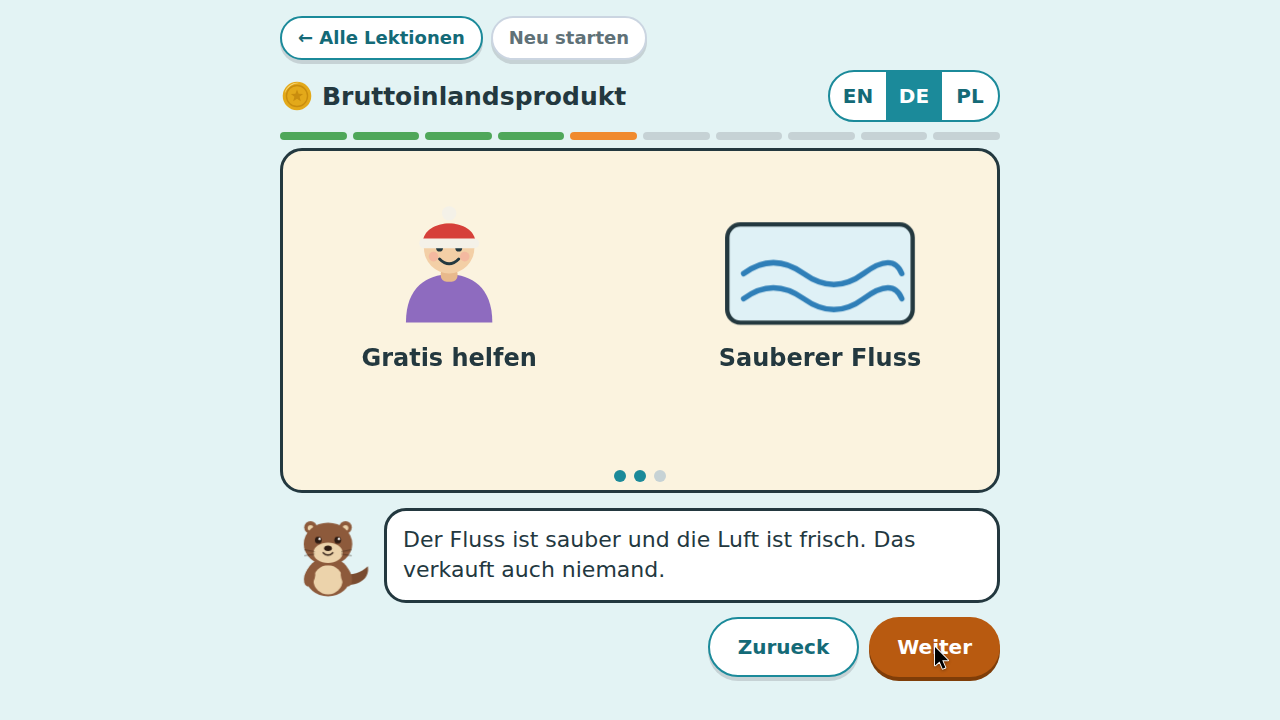 ← Alle Lektionen
Neu starten
Bruttoinlandsprodukt
EN DE PL
Gratis helfen
Sauberer Fluss
Der Fluss ist sauber und die Luft ist frisch. Das
verkauft auch niemand.
Zurueck
Weiter